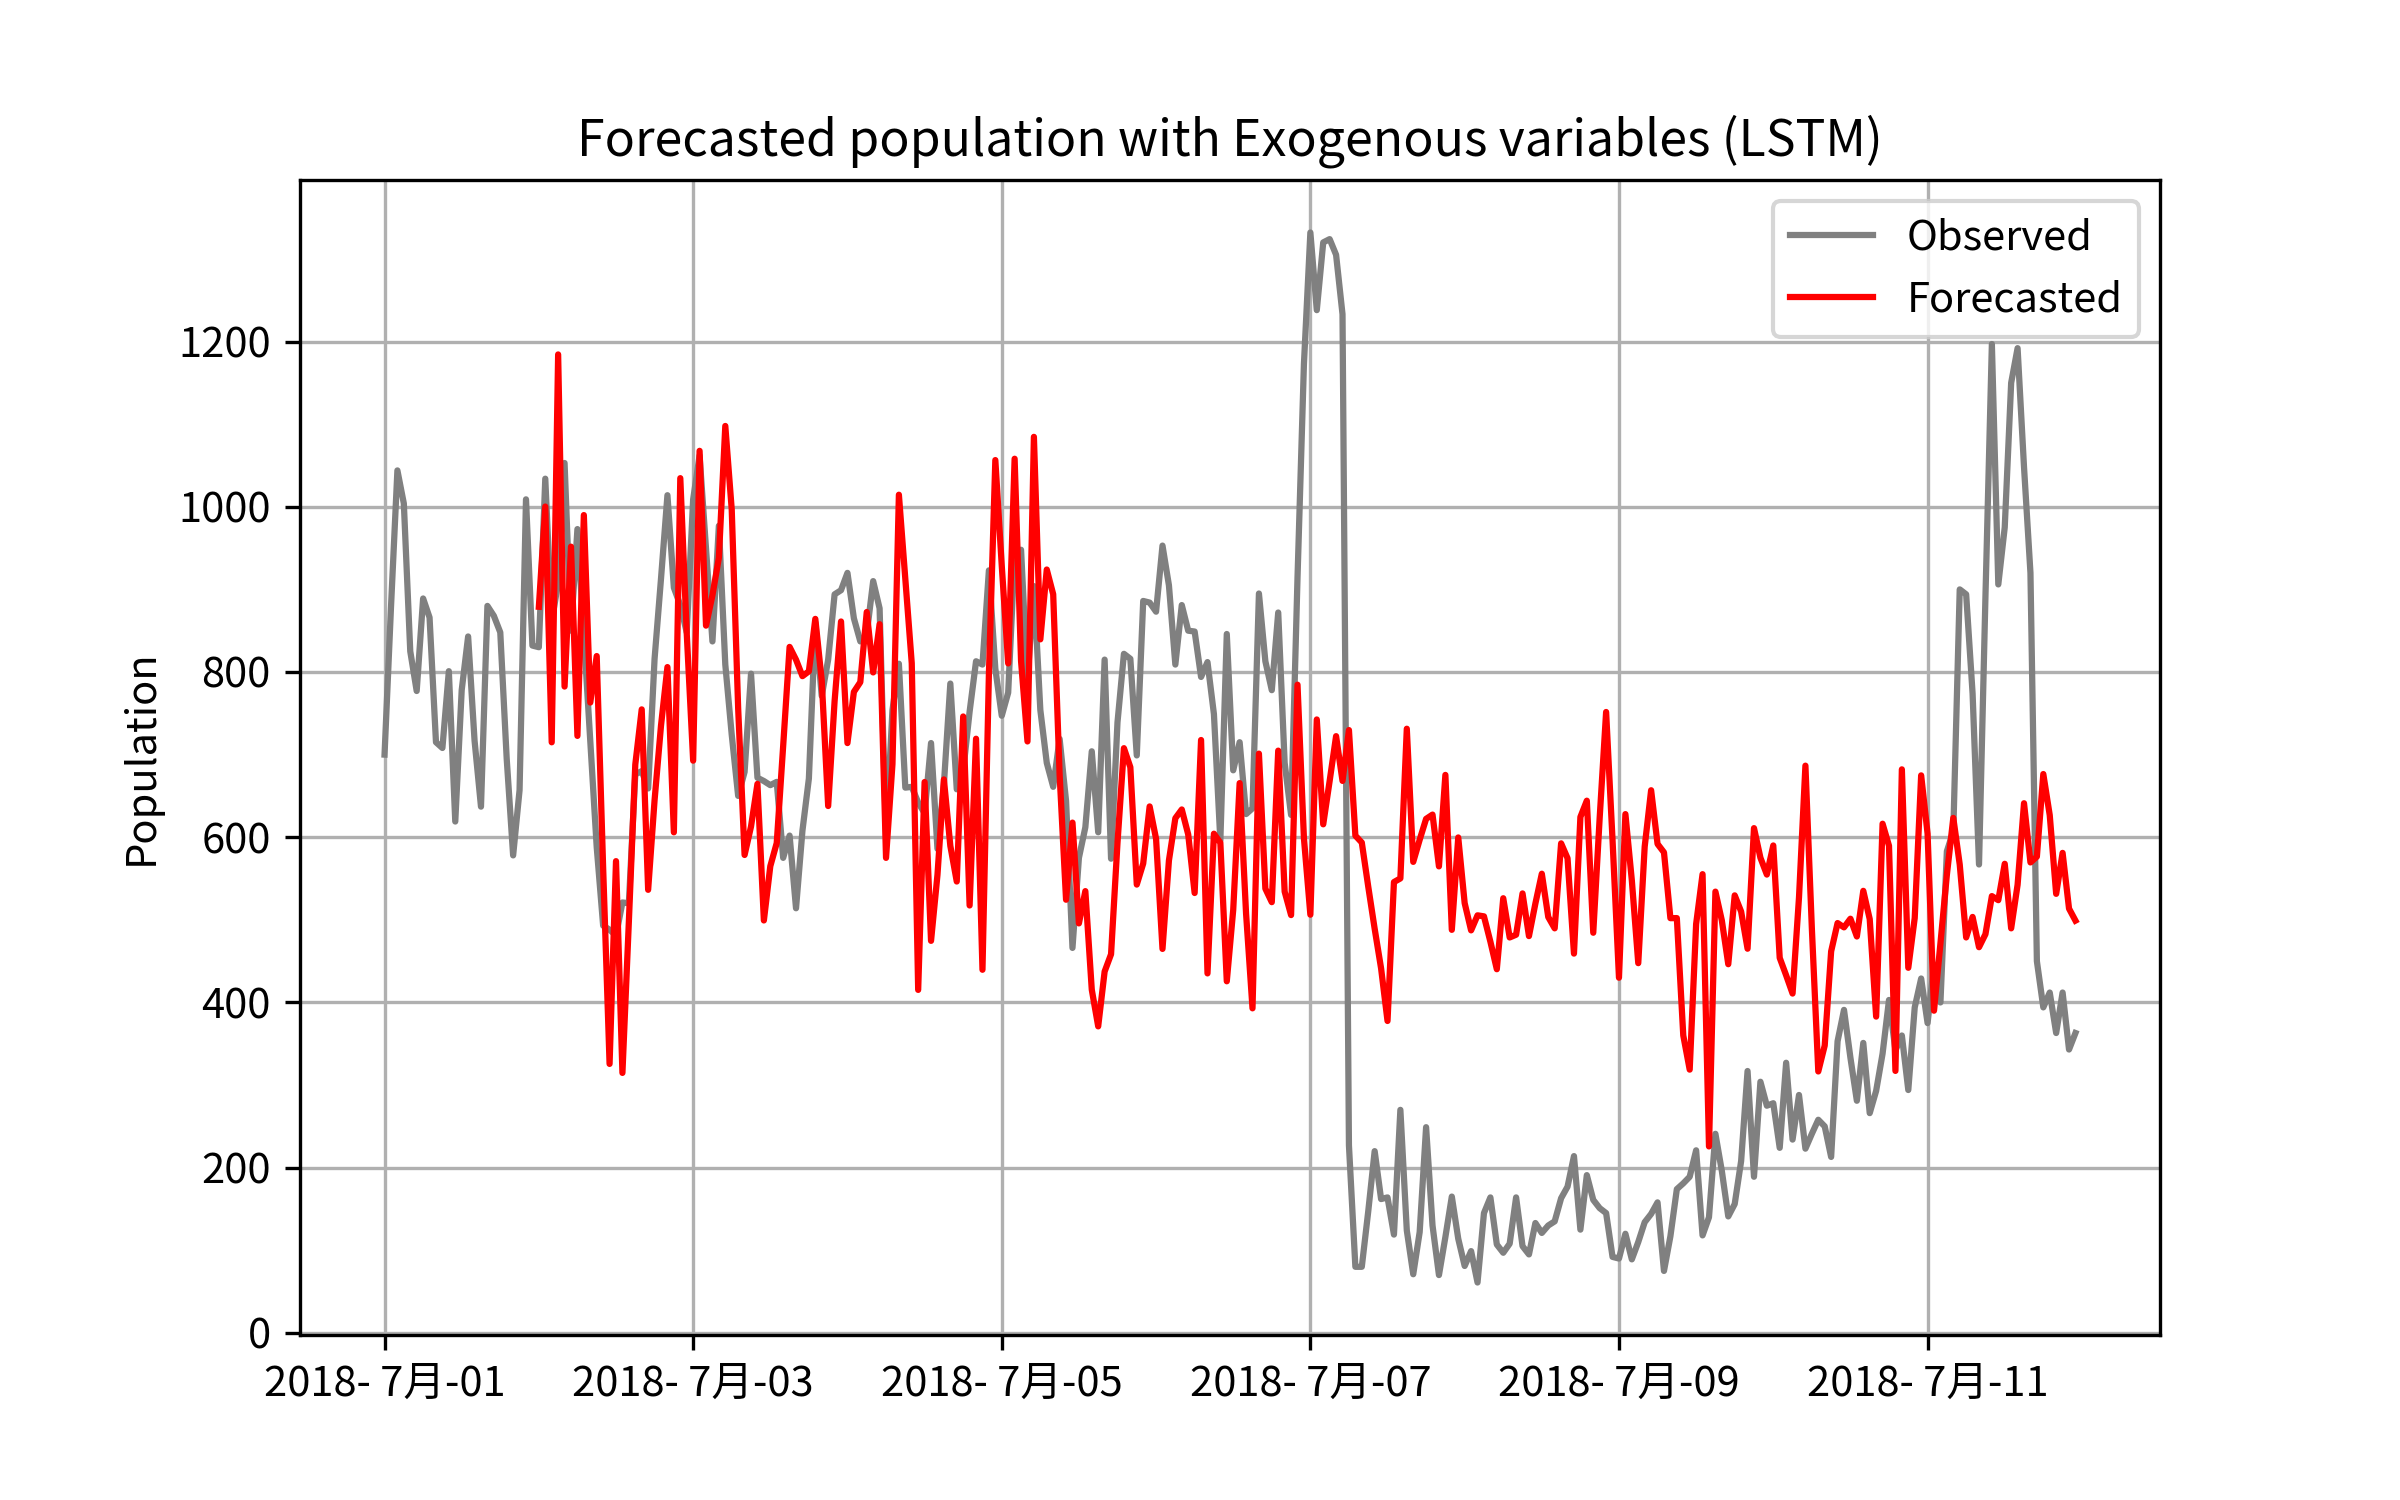 Forecasted population with Exogenous variables (LSTM)
Observed
Forecasted
Population
1200
1000
800
600
400
200
0
2018- 7月-01 2018- 7月-03 2018- 7月-05 2018- 7月-07 2018- 7月-09 2018- 7月-11